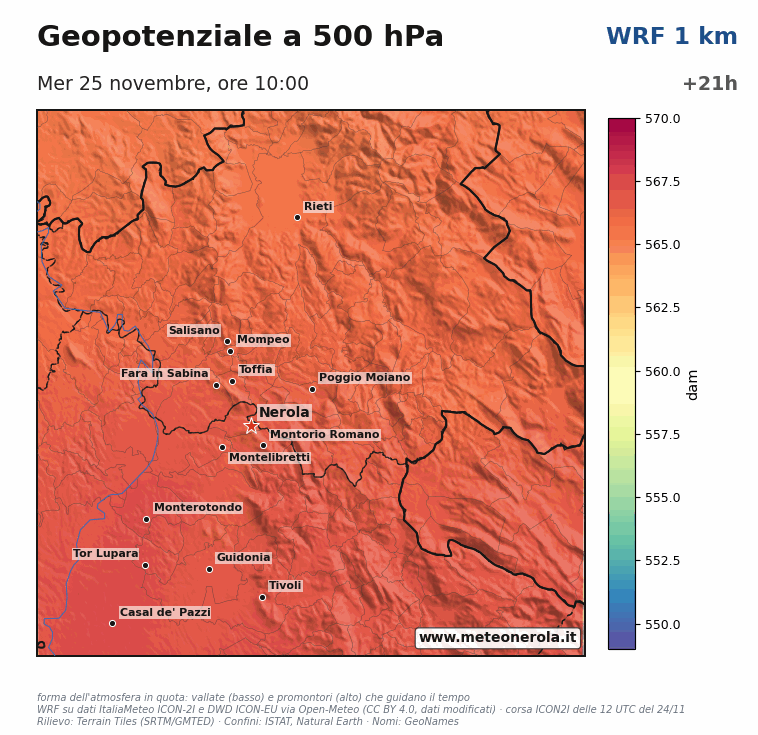 Geopotenziale a 500 hPa
WRF 1 km
Mer 25 novembre, ore 10:00
+21h
570.0
567.5
565.0
562.5
560.0
557.5
555.0
552.5
550.0
dam
Rieti
Salisano
Mompeo
Fara in Sabina
Toffia
Poggio Moiano
Nerola
Montorio Romano
Montelibretti
Monterotondo
Tor Lupara
Guidonia
Tivoli
Casal de' Pazzi
www.meteonerola.it
forma dell'atmosfera in quota: vallate (basso) e promontori (alto) che guidano il tempo
WRF su dati ItaliaMeteo ICON-2I e DWD ICON-EU via Open-Meteo (CC BY 4.0, dati modificati) · corsa ICON2I delle 12 UTC del 24/11
Rilievo: Terrain Tiles (SRTM/GMTED) · Confini: ISTAT, Natural Earth · Nomi: GeoNames